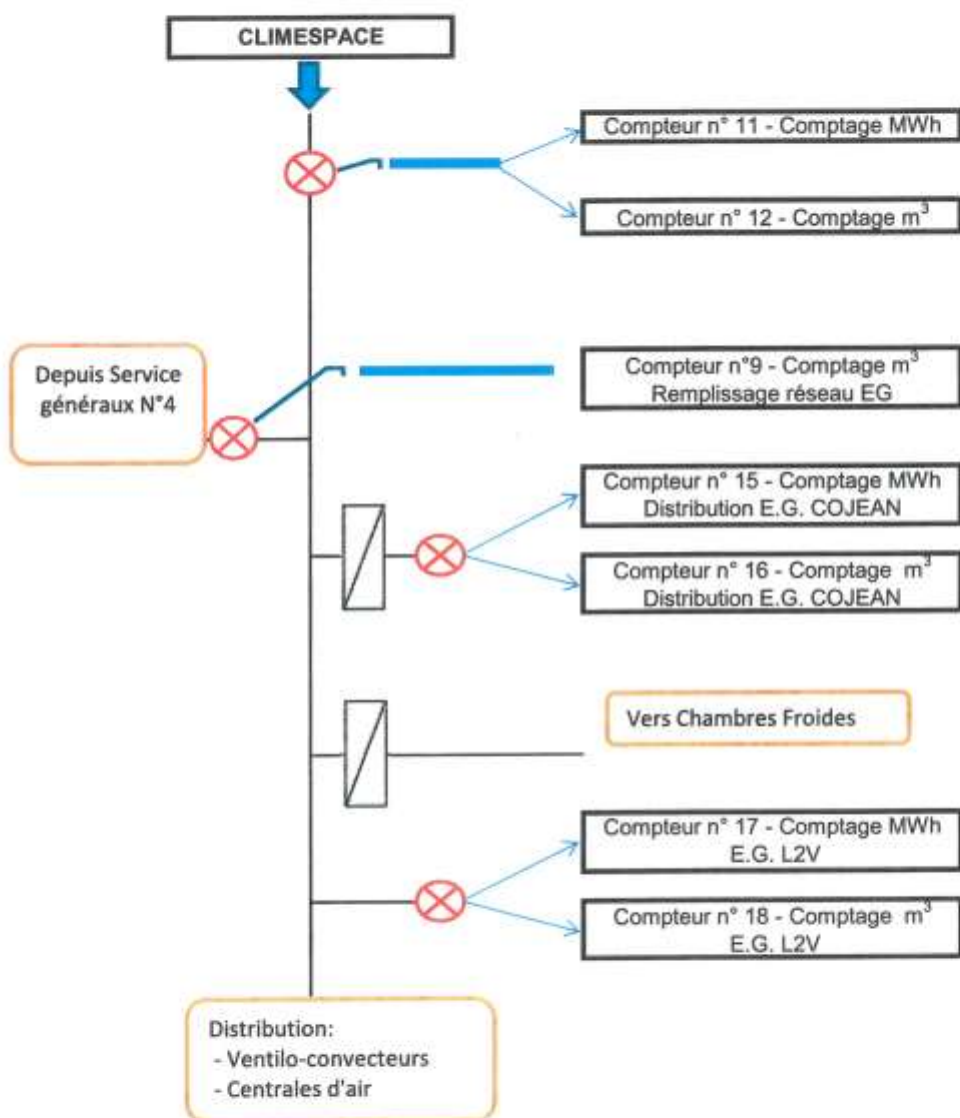 CLIMESPACE
Compteur n° 11 - Comptage MWh
Compteur n° 12 - Comptage m³
Depuis Service
généraux N°4
Compteur n°9 - Comptage m³
Remplissage réseau EG
Compteur n° 15 - Comptage MWh
Distribution E.G. COJEAN
Compteur n° 16 - Comptage m³
Distribution E.G. COJEAN
Vers Chambres Froides
Compteur n° 17 - Comptage MWh
E.G. L2V
Compteur n° 18 - Comptage m³
E.G. L2V
Distribution:
- Ventilo-convecteurs
- Centrales d'air